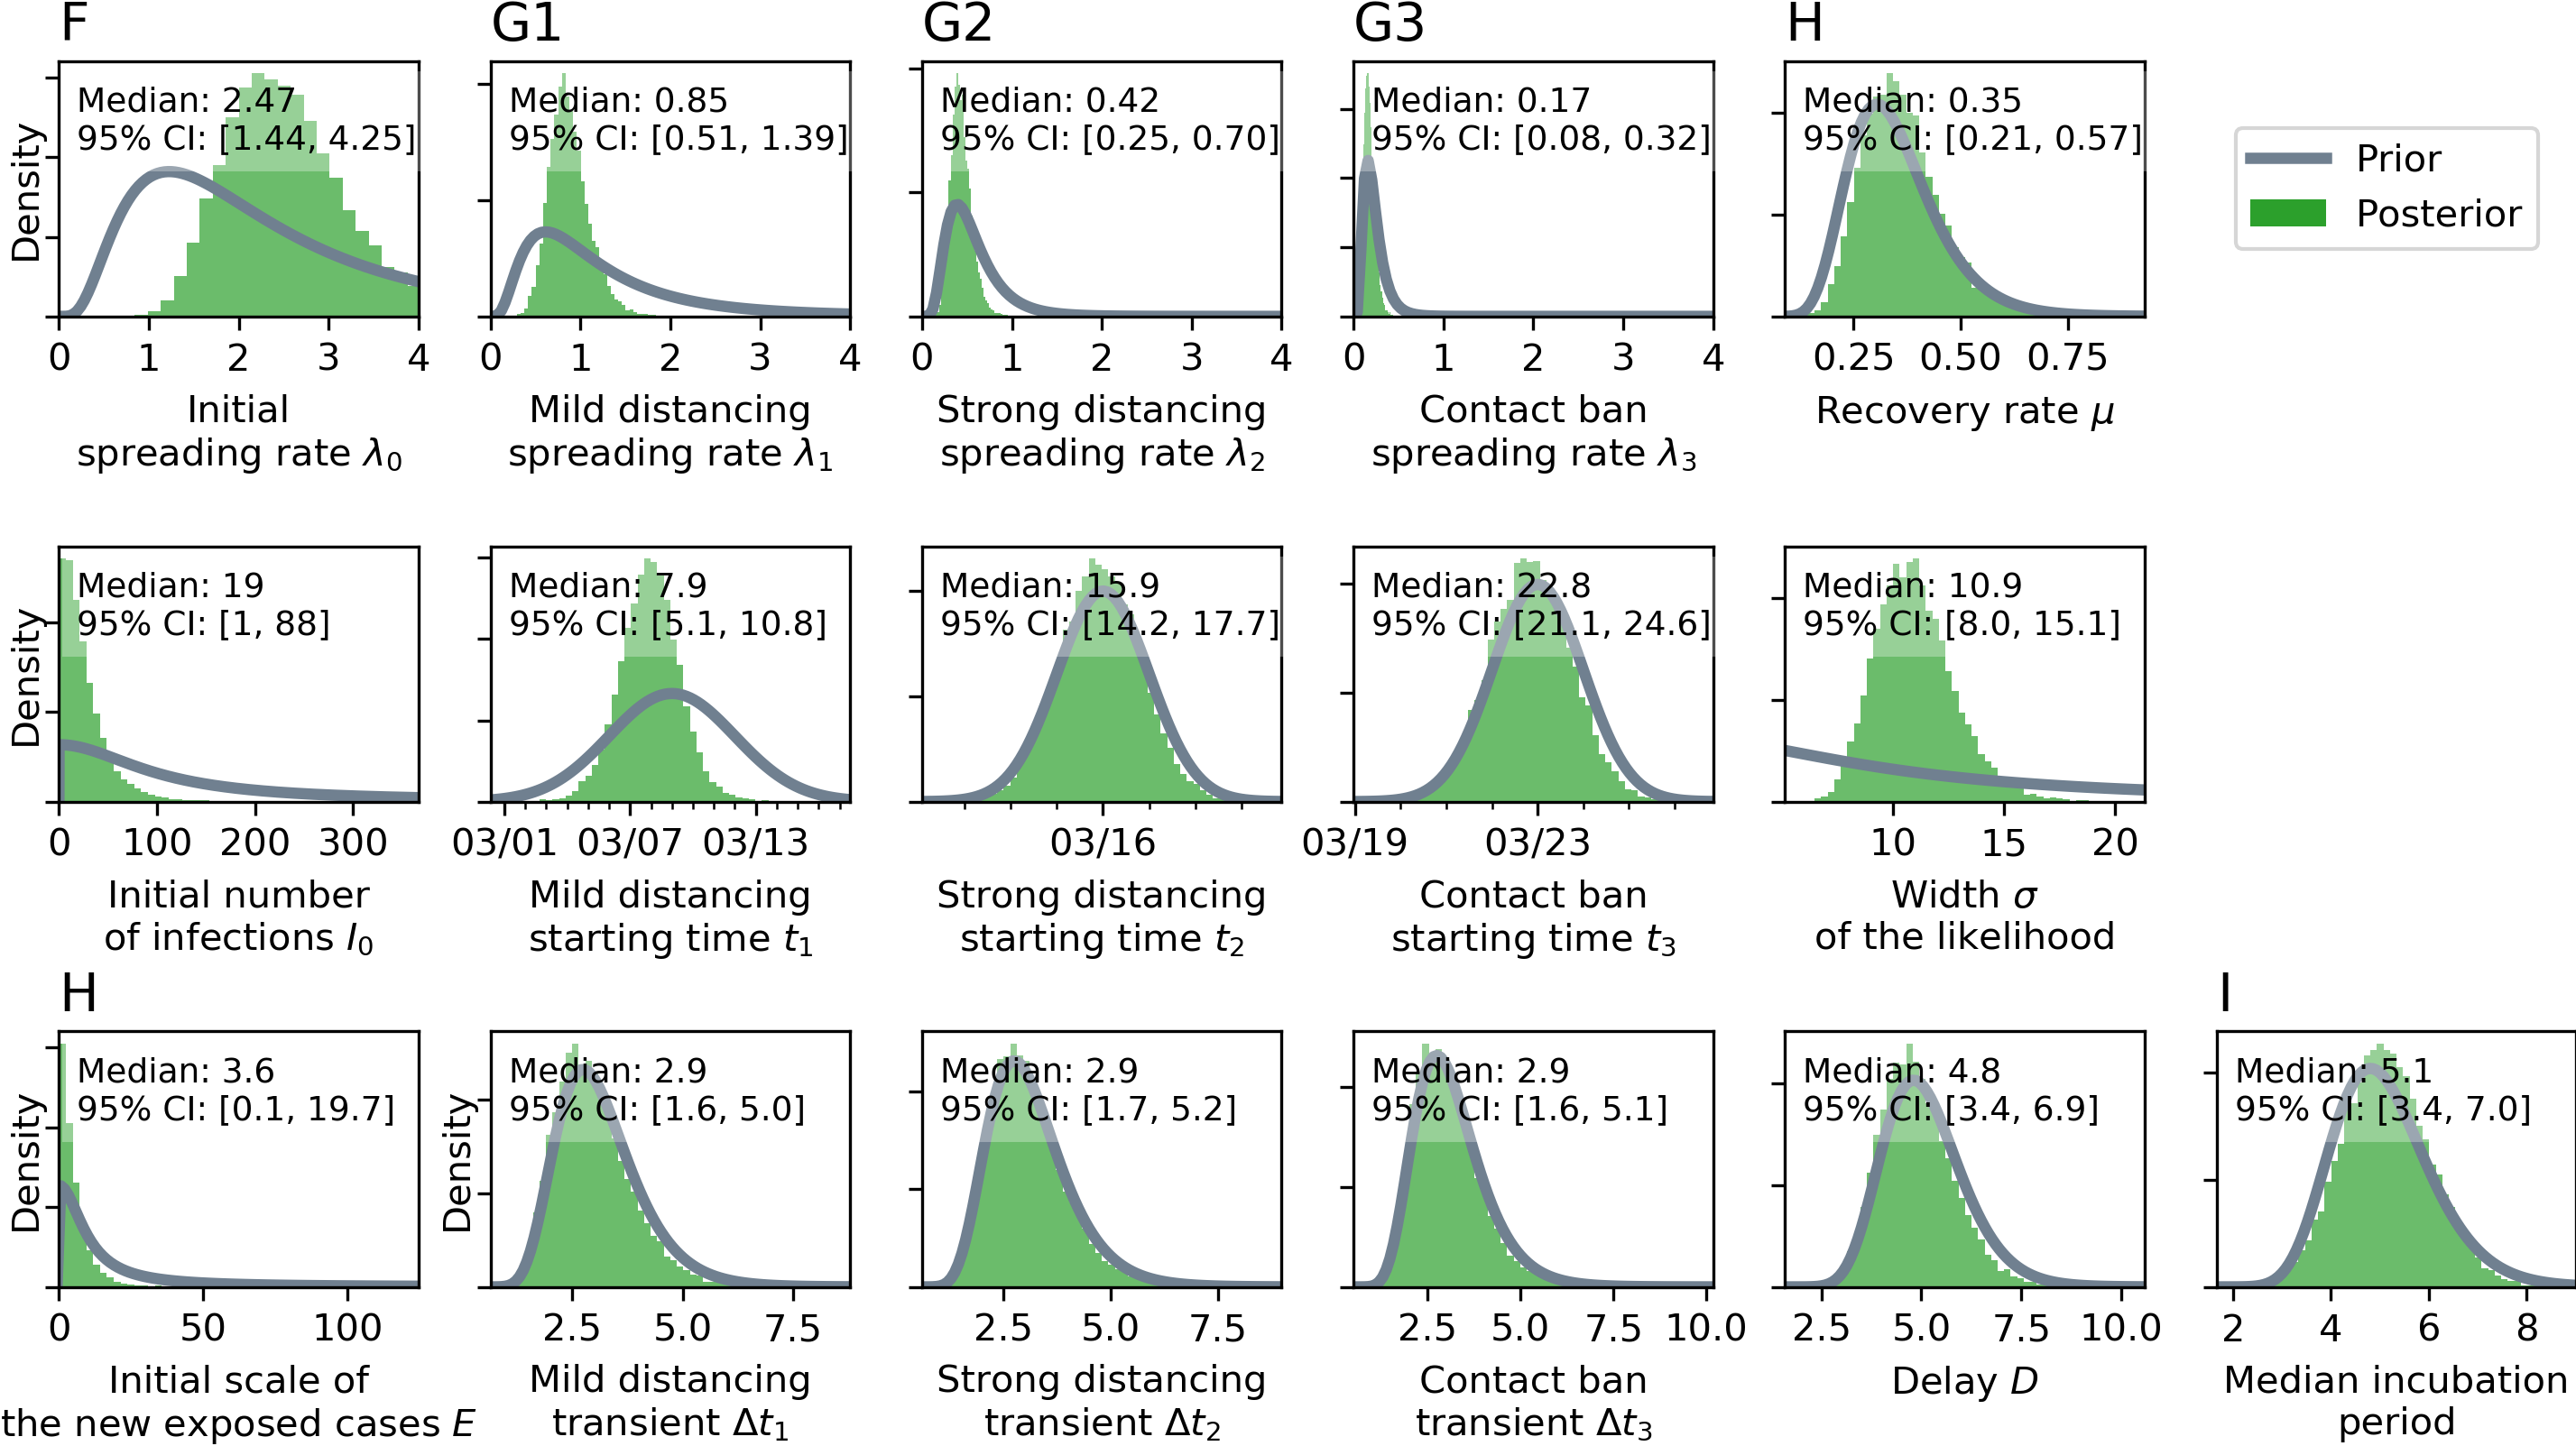 F
G1
G2
G3
H
Density
Median: 2.47
95% CI: [1.44, 4.25]
0 1 2 3 4
Initial
spreading rate λ0
Median: 0.85
95% CI: [0.51, 1.39]
0 1 2 3 4
Mild distancing
spreading rate λ1
Median: 0.42
95% CI: [0.25, 0.70]
0 1 2 3 4
Strong distancing
spreading rate λ2
Median: 0.17
95% CI: [0.08, 0.32]
0 1 2 3 4
Contact ban
spreading rate λ3
Median: 0.35
95% CI: [0.21, 0.57]
0.25 0.50 0.75
Recovery rate μ
Prior
Posterior
Density
Median: 19
95% CI: [1, 88]
0 100 200 300
Initial number
of infections I0
Median: 7.9
95% CI: [5.1, 10.8]
03/01 03/07 03/13
Mild distancing
starting time t1
Median: 15.9
95% CI: [14.2, 17.7]
03/16
Strong distancing
starting time t2
Median: 22.8
95% CI: [21.1, 24.6]
03/19 03/23
Contact ban
starting time t3
Median: 10.9
95% CI: [8.0, 15.1]
10 15 20
Width σ
of the likelihood
H
I
Density
Median: 3.6
95% CI: [0.1, 19.7]
0 50 100
Initial scale of
the new exposed cases E
Density
Median: 2.9
95% CI: [1.6, 5.0]
2.5 5.0 7.5
Mild distancing
transient Δt1
Median: 2.9
95% CI: [1.7, 5.2]
2.5 5.0 7.5
Strong distancing
transient Δt2
Median: 2.9
95% CI: [1.6, 5.1]
2.5 5.0 7.5 10.0
Contact ban
transient Δt3
Median: 4.8
95% CI: [3.4, 6.9]
2.5 5.0 7.5 10.0
Delay D
Median: 5.1
95% CI: [3.4, 7.0]
2 4 6 8
Median incubation
period